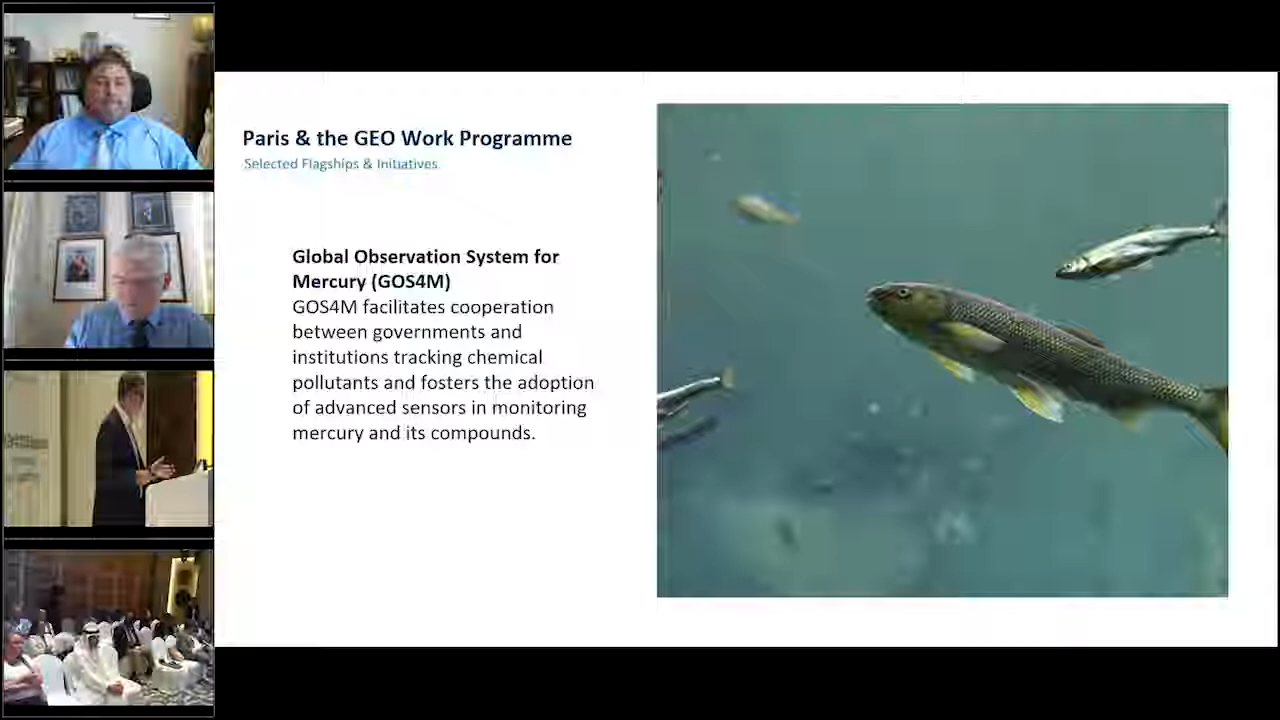 Paris & the GEO Work Programme
Selected Flagships & Initiatives
Global Observation System for
Mercury (GOS4M)
GOS4M facilitates cooperation
between governments and
institutions tracking chemical
pollutants and fosters the adoption
of advanced sensors in monitoring
mercury and its compounds.